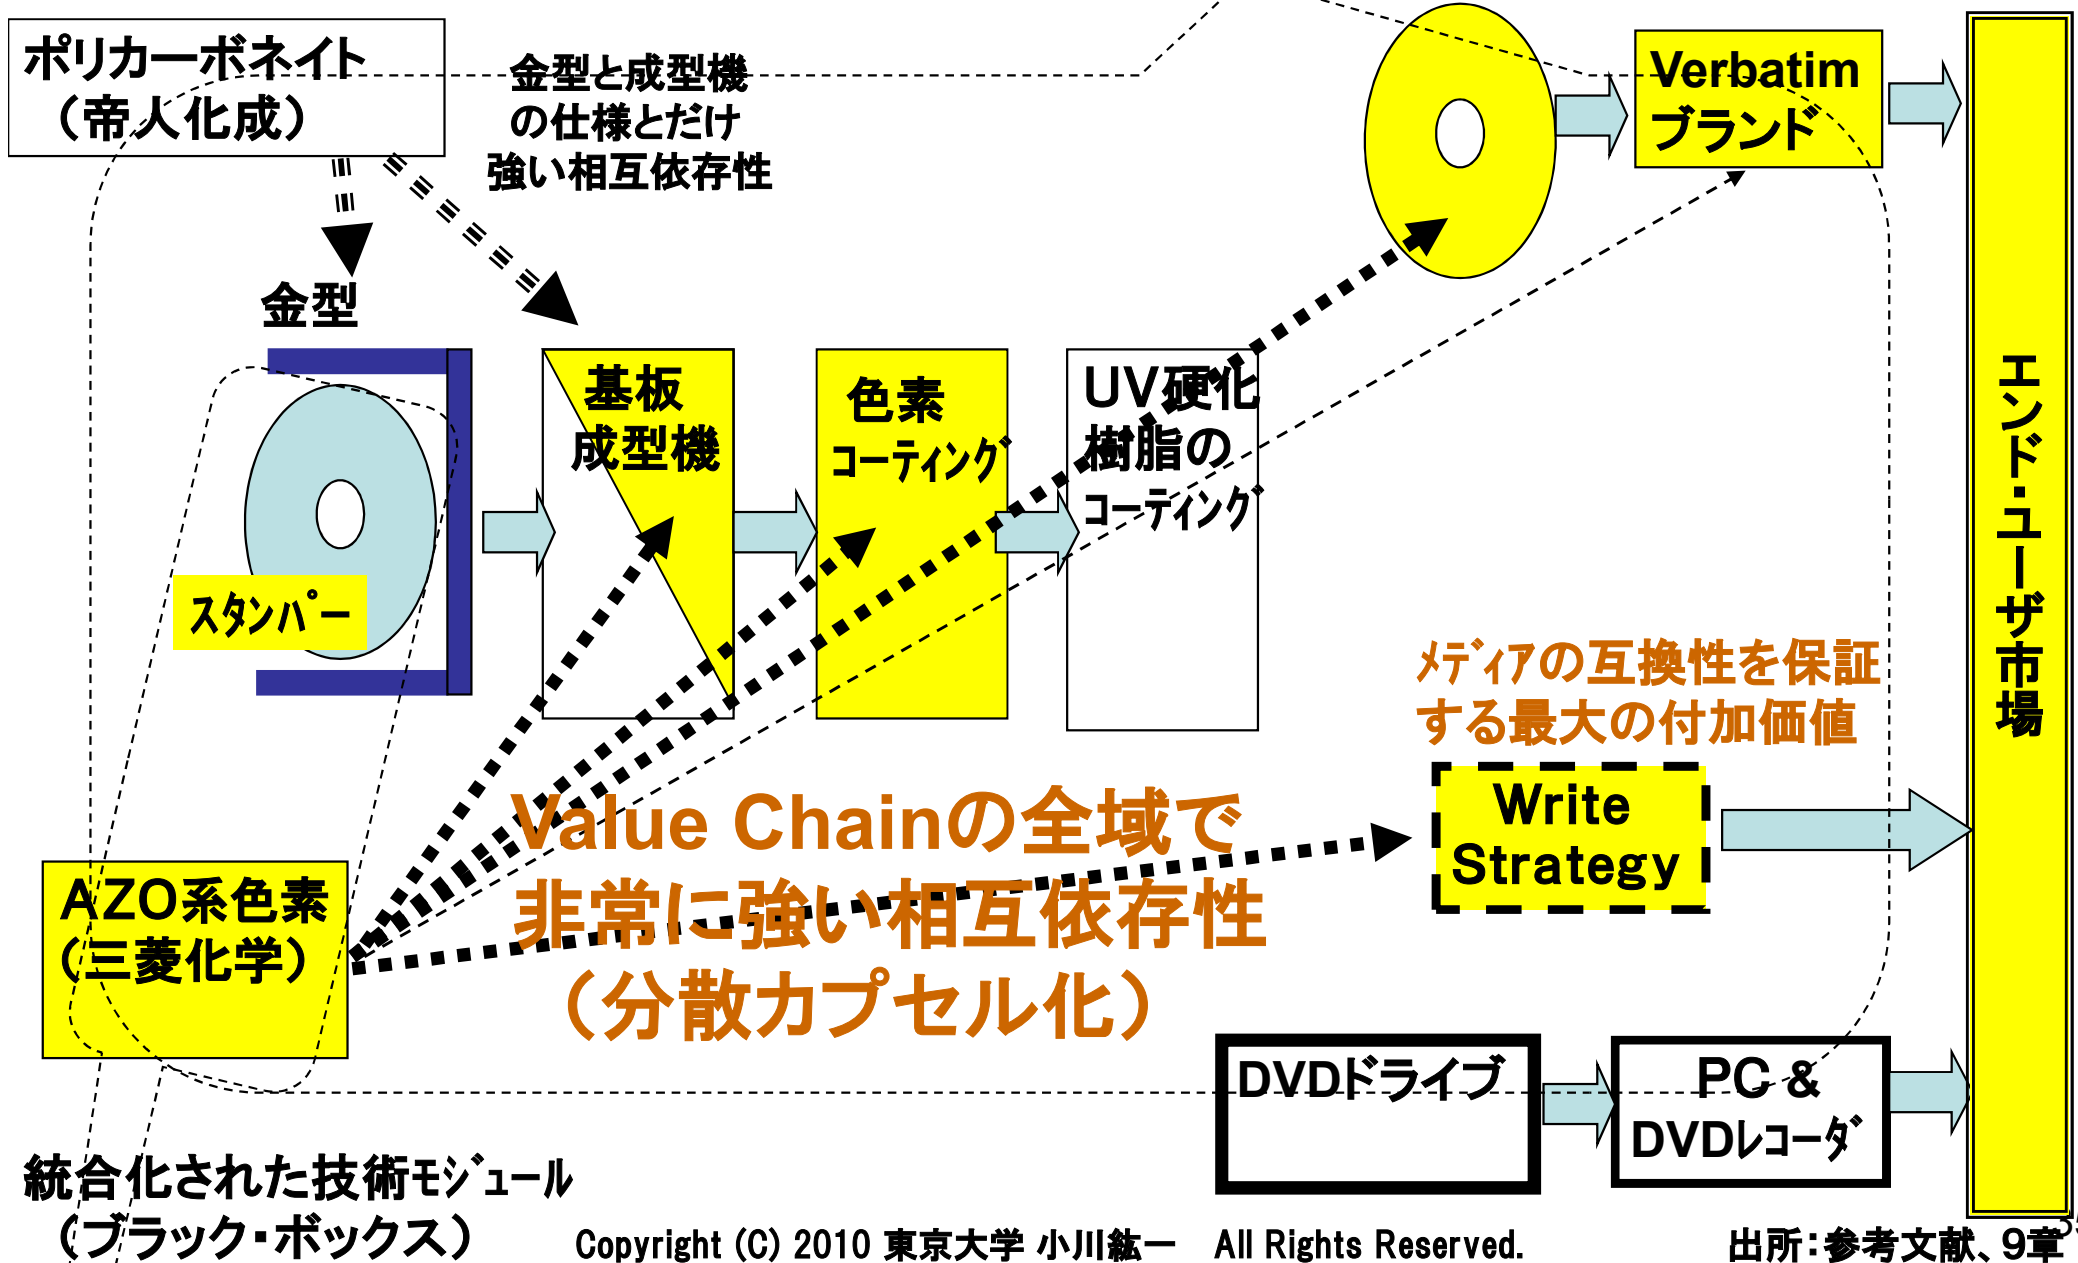 ポリカーボネイト
（帝人化成）
金型と成型機
の仕様とだけ
強い相互依存性
Verbatim
ブランド
金型
基板
成型機
色素
ｺｰﾃｨﾝｸﾞ
UV硬化
樹脂の
ｺｰﾃｨﾝｸﾞ
ｽﾀﾝﾊﾟｰ
エンド・ユーザ市場
ﾒﾃﾞｨｱの互換性を保証
する最大の付加価値
Write
Strategy
Value Chainの全域で
非常に強い相互依存性
（分散カプセル化）
AZO系色素
（三菱化学）
DVDドライブ
PC &
DVDﾚｺｰﾀﾞ
統合化された技術ﾓｼﾞｭｰﾙ
（ブラック・ボックス）
Copyright (C) 2010 東京大学 小川紘一 All Rights Reserved.
出所：参考文献、9章